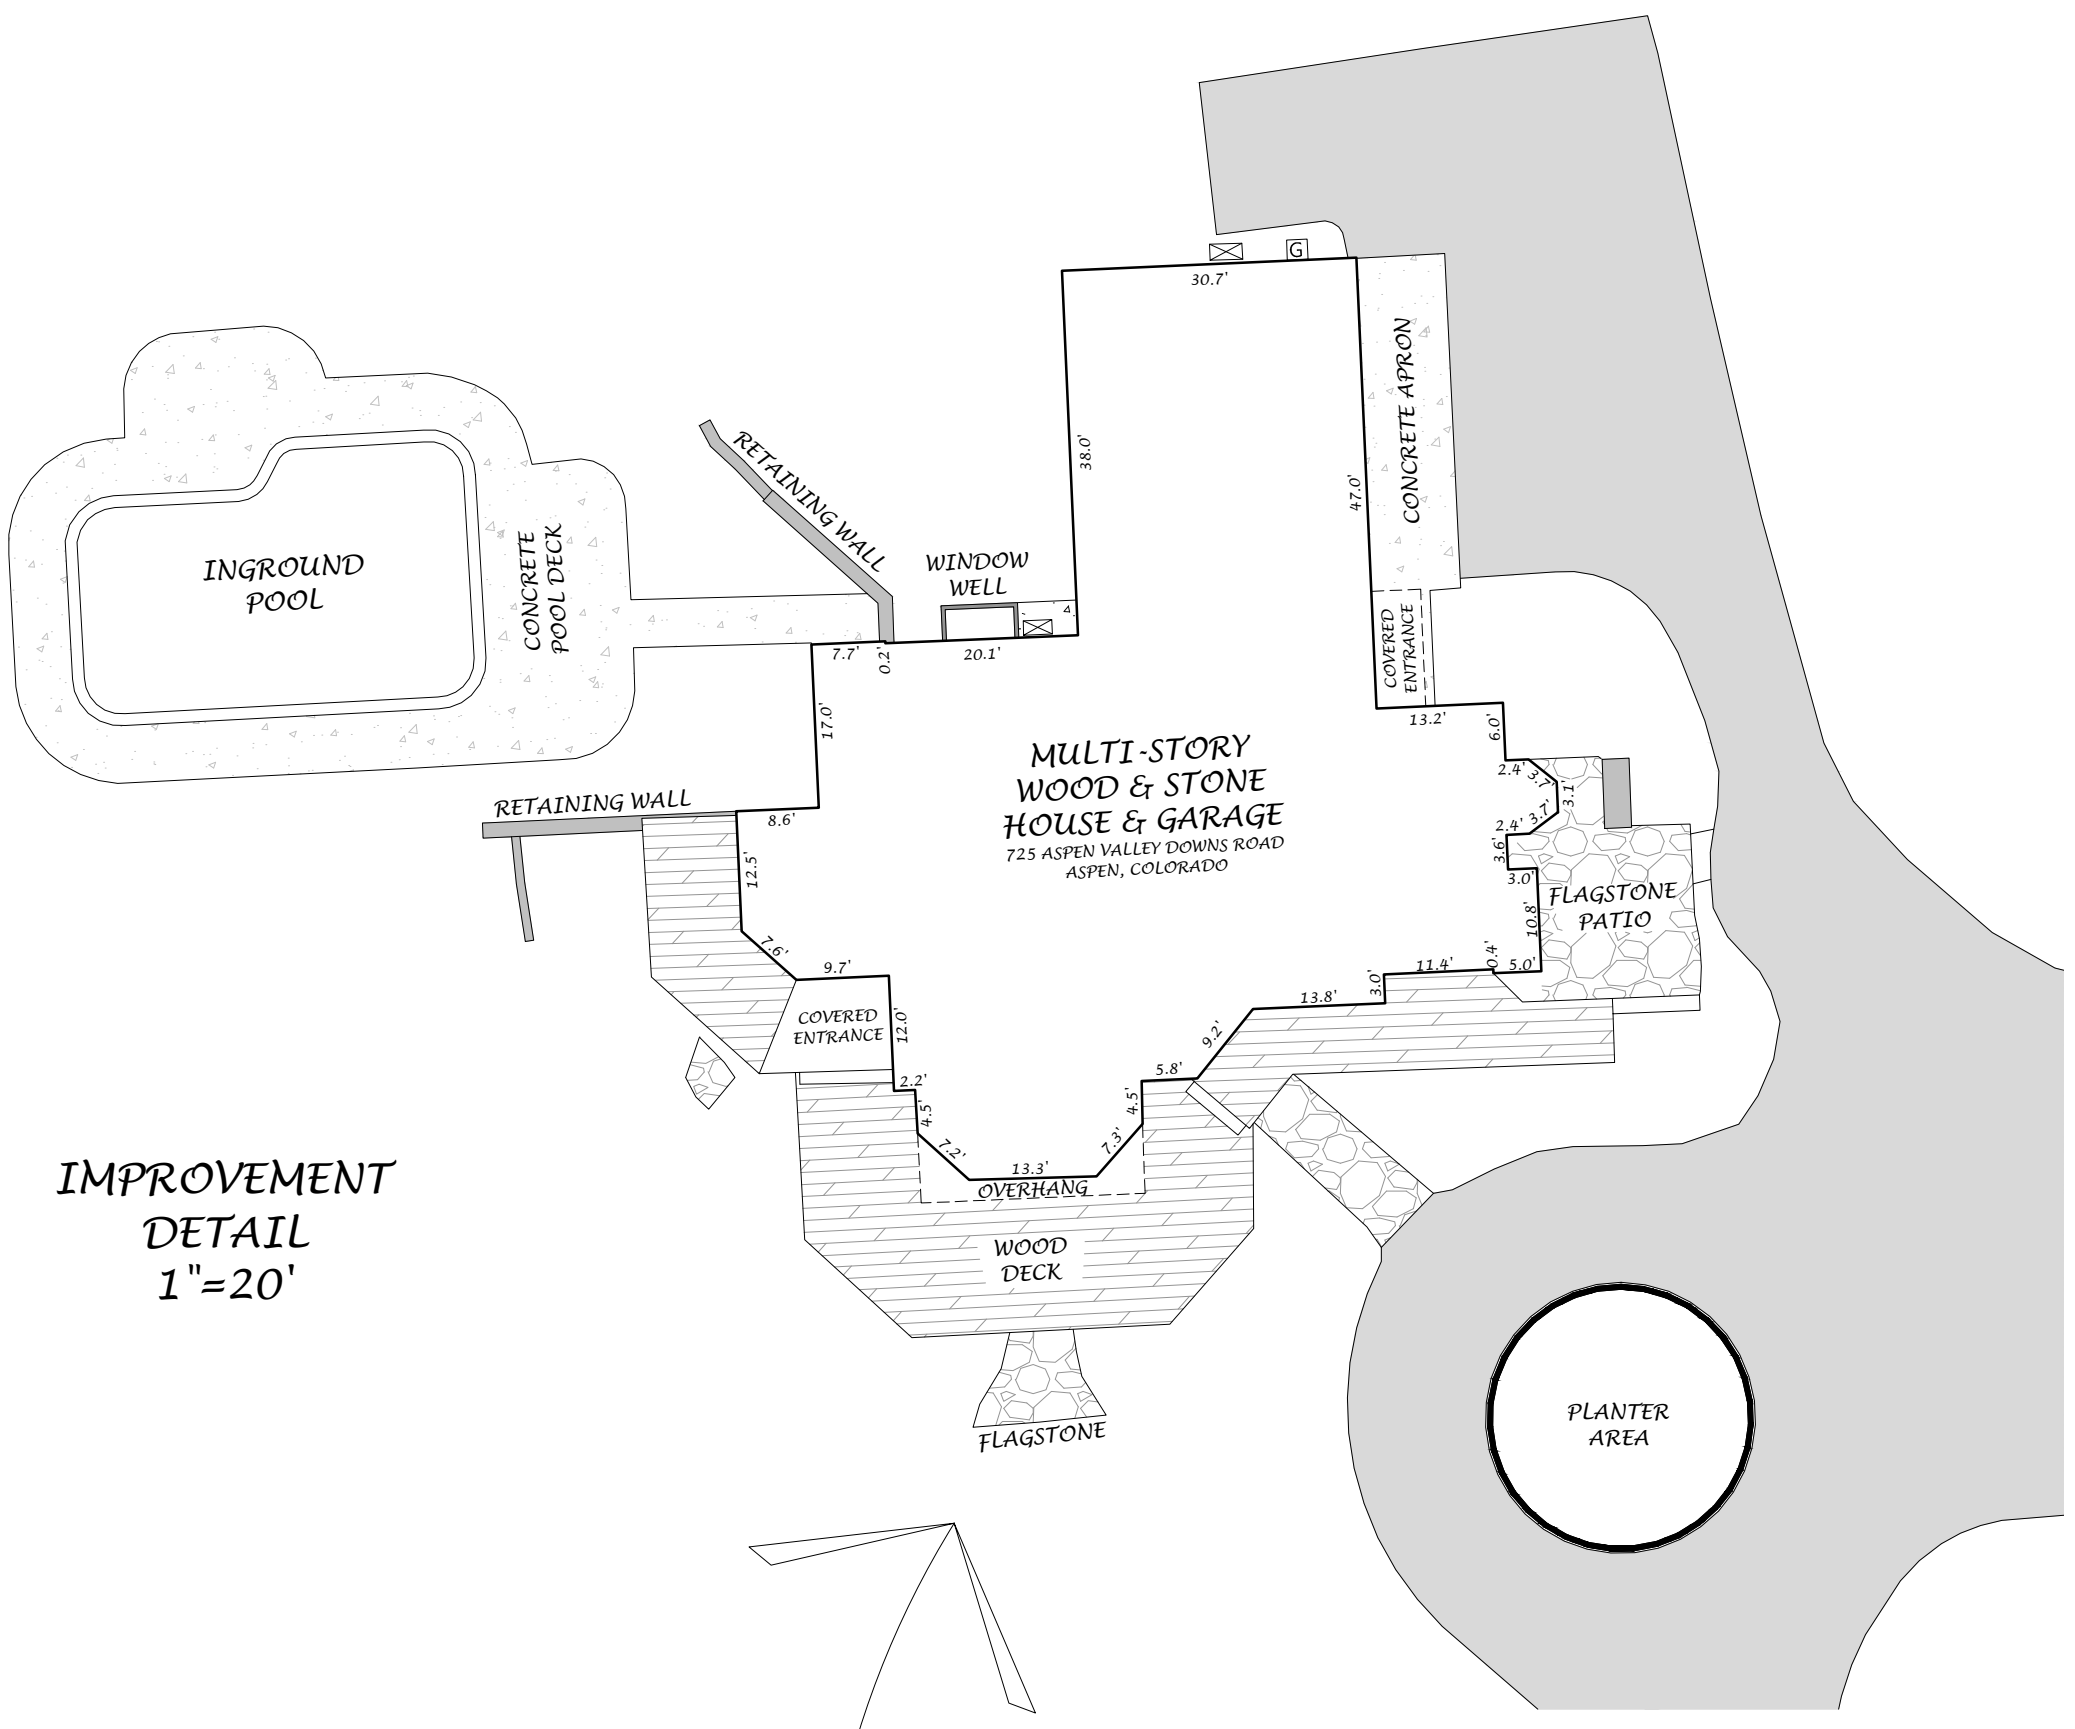 G
30.7'
CONCRETE APRON
38.0'
47.0'
RETAINING WALL
WINDOW
WELL
INGROUND
POOL
CONCRETE
POOL DECK
7.7'
0.2'
20.1'
COVERED
ENTRANCE
17.0'
13.2'
6.0'
MULTI-STORY
WOOD & STONE
HOUSE & GARAGE
725 ASPEN VALLEY DOWNS ROAD
ASPEN, COLORADO
2.4'
3.7'
3.1'
3.7'
2.4'
3.6'
3.0'
RETAINING WALL
8.6'
12.5'
FLAGSTONE
PATIO
10.8'
7.6'
9.7'
0.4'
5.0'
11.4'
3.0'
13.8'
COVERED
ENTRANCE
12.0'
9.2'
5.8'
2.2'
4.5'
4.5'
7.2'
7.3'
13.3'
OVERHANG
WOOD
DECK
IMPROVEMENT
DETAIL
1"=20'
FLAGSTONE
PLANTER
AREA